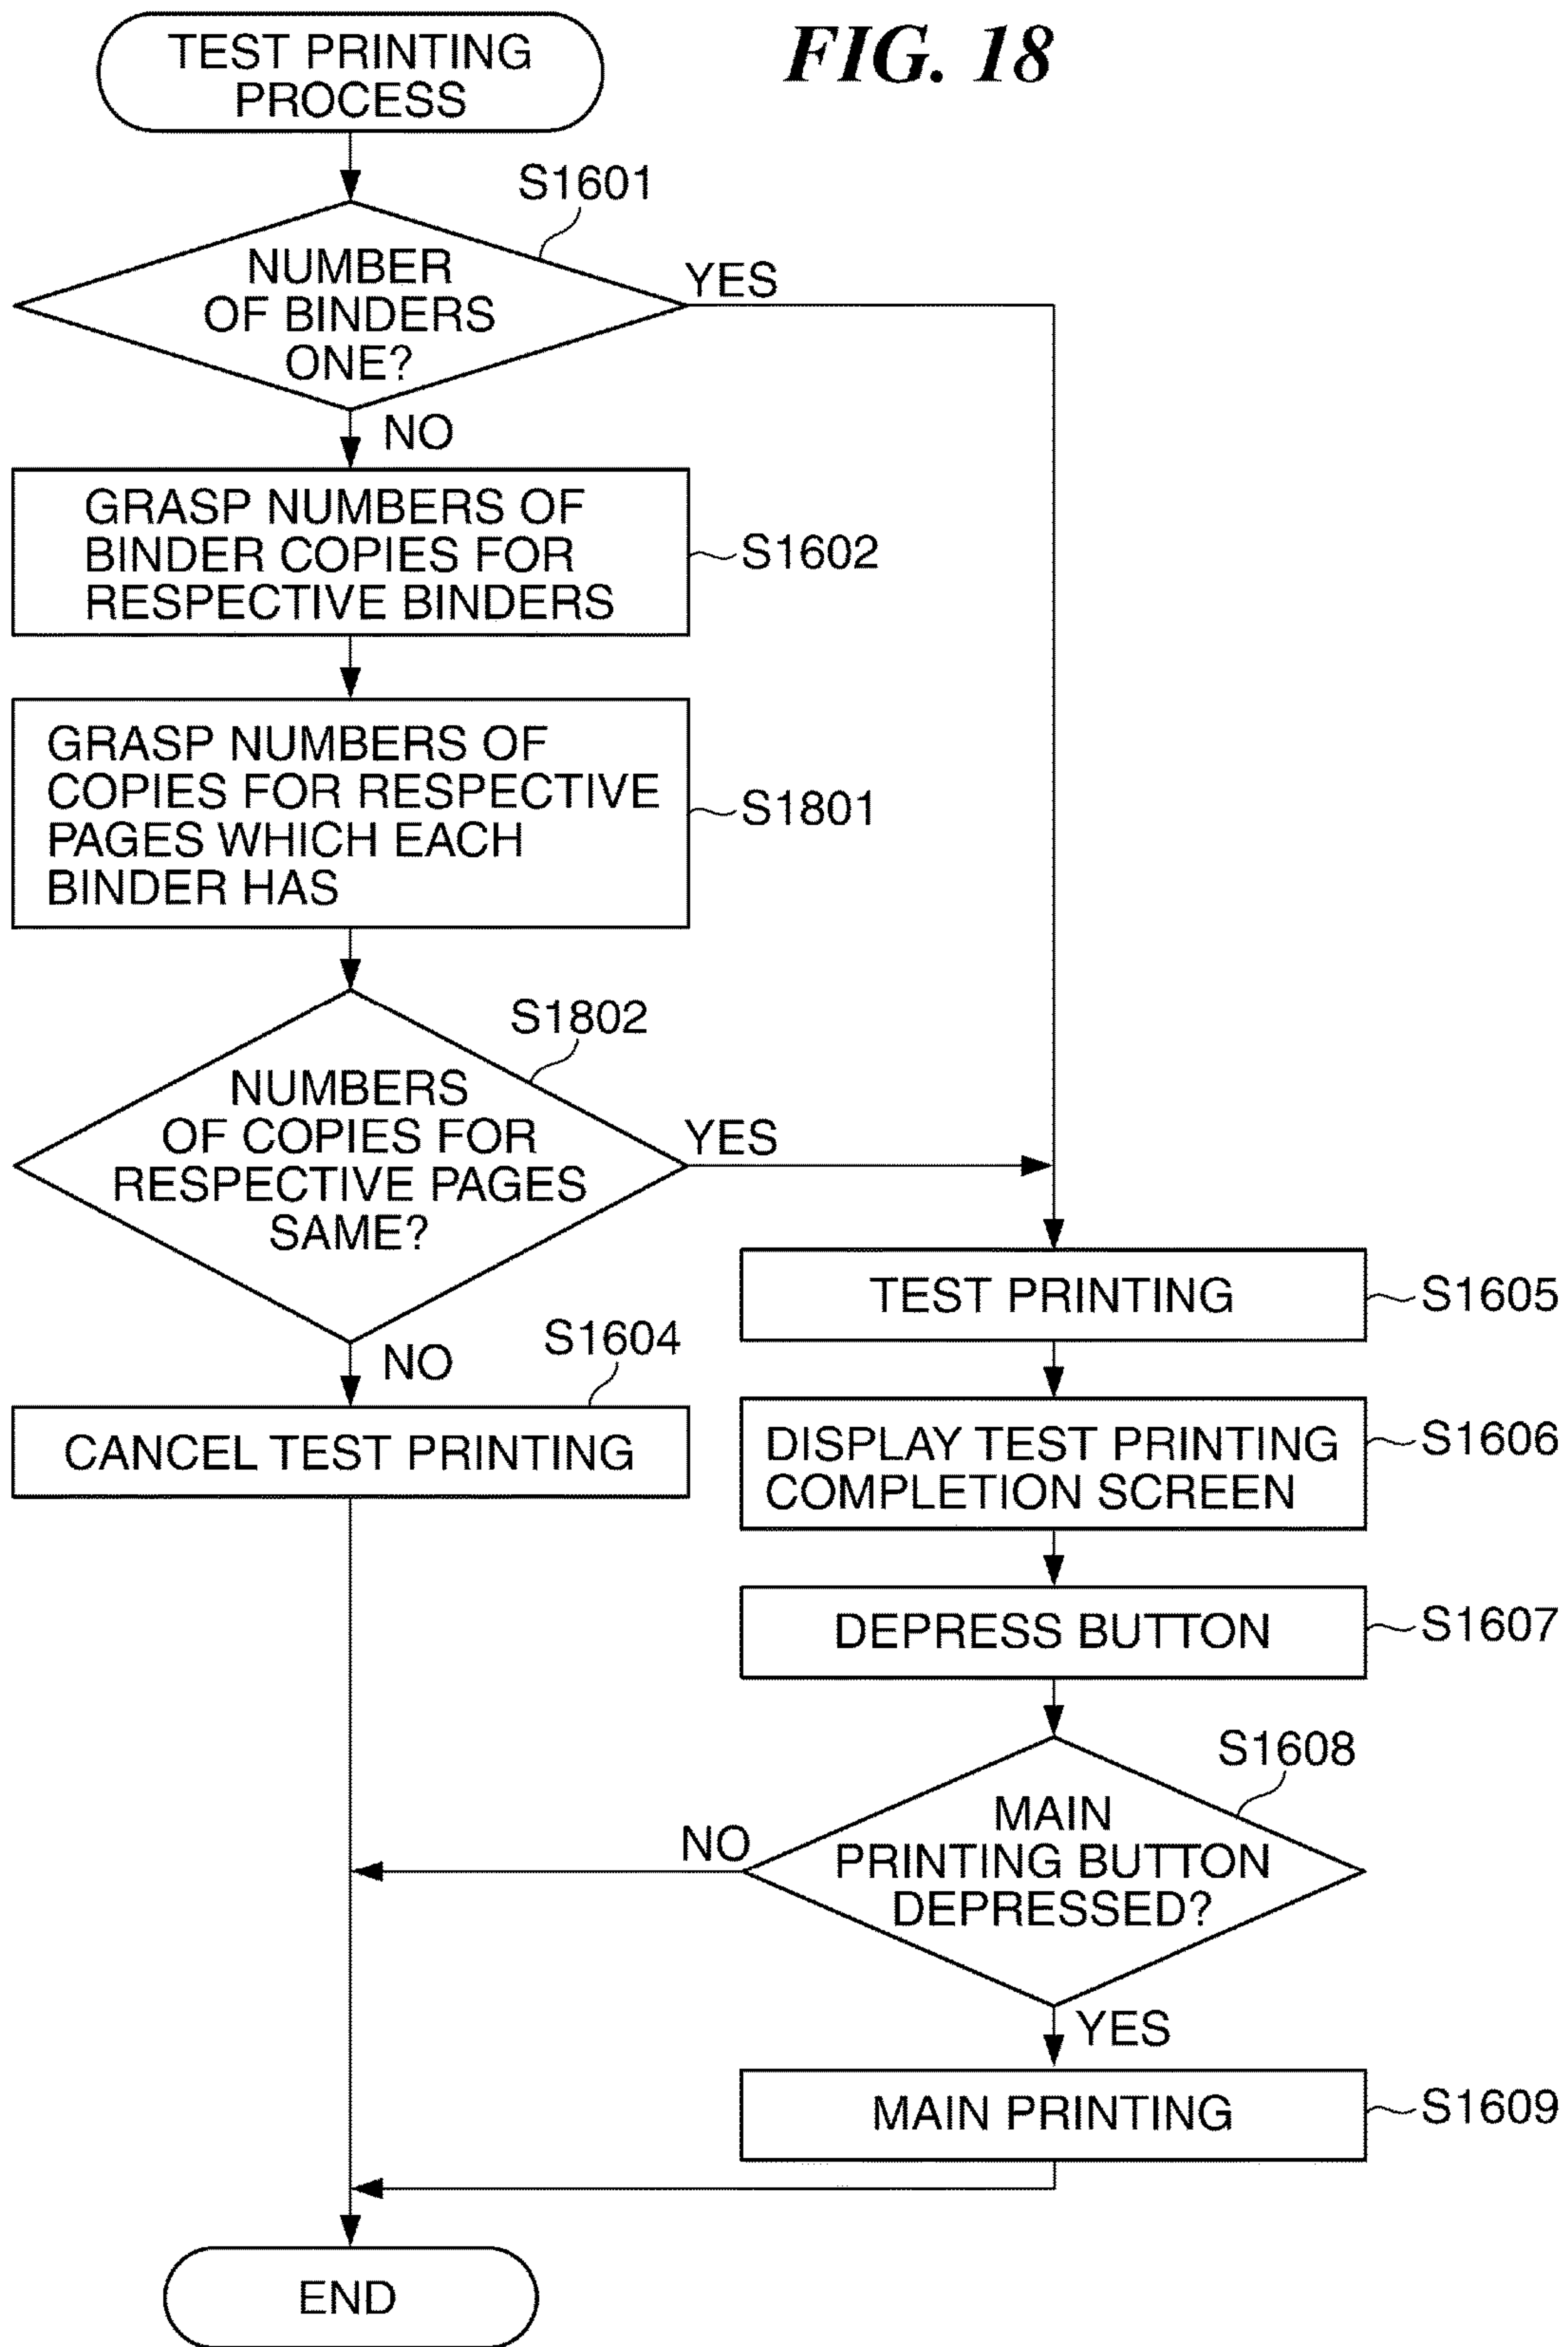 FIG. 18
TEST PRINTING
PROCESS
S1601
NUMBER
OF BINDERS
ONE?
YES
NO
GRASP NUMBERS OF
BINDER COPIES FOR
RESPECTIVE BINDERS
S1602
GRASP NUMBERS OF
COPIES FOR RESPECTIVE
PAGES WHICH EACH
BINDER HAS
S1801
S1802
NUMBERS
OF COPIES FOR
RESPECTIVE PAGES
SAME?
YES
NO
S1604
CANCEL TEST PRINTING
TEST PRINTING
S1605
DISPLAY TEST PRINTING
COMPLETION SCREEN
S1606
DEPRESS BUTTON
S1607
S1608
MAIN
PRINTING BUTTON
DEPRESSED?
NO
YES
MAIN PRINTING
S1609
END